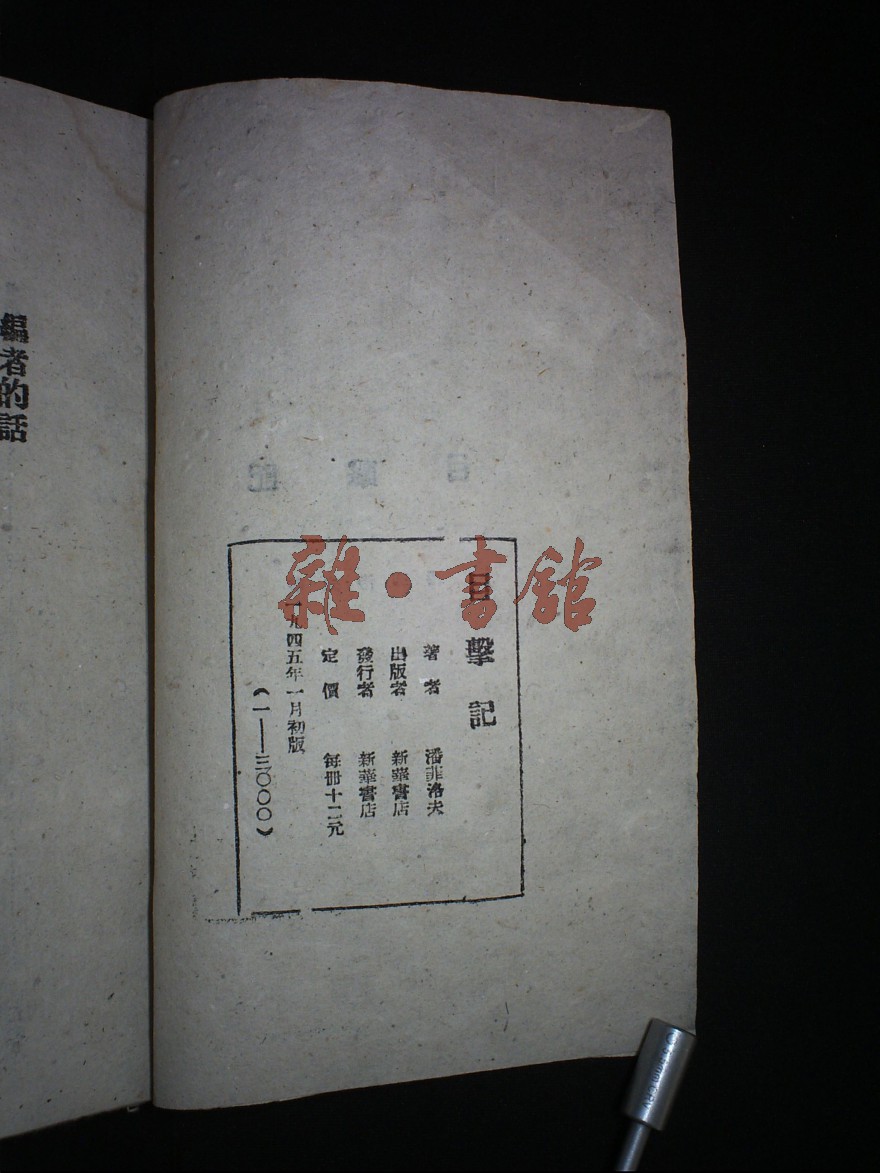 目擊記
著者　潘菲洛夫
出版者　新華書店
發行者　新華書店
定價　每冊十二元
一九四五年一月初版
（一——三〇〇〇）
編者的話
雜·書館